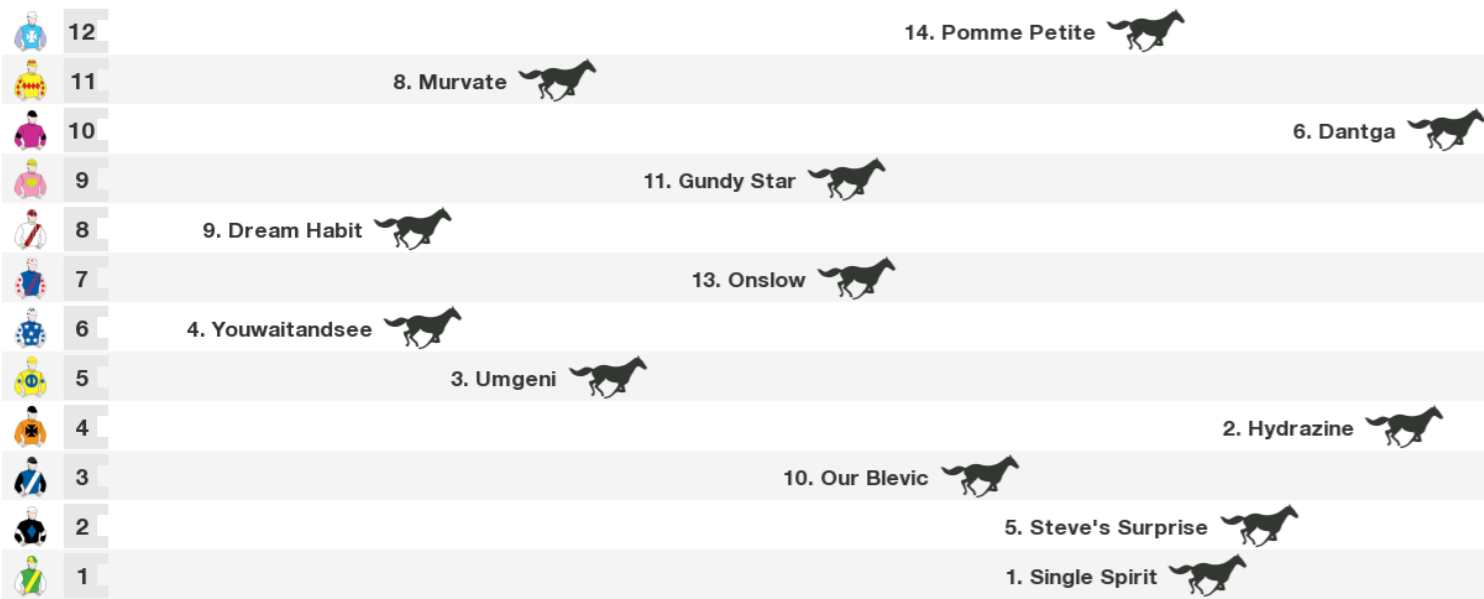 12 14. Pomme Petite
11 8. Murvate
10 6. Dantga
9 11. Gundy Star
8 9. Dream Habit
7 13. Onslow
6 4. Youwaitandsee
5 3. Umgeni
4 2. Hydrazine
3 10. Our Blevic
2 5. Steve's Surprise
1 1. Single Spirit